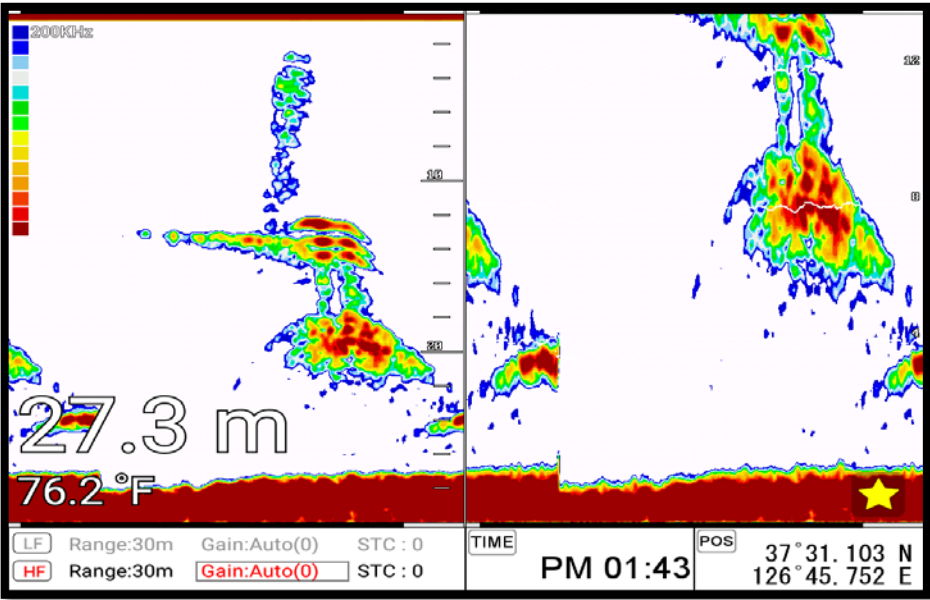 200KHz
10
20
27.3 m
76.2 °F
12
8
4
LF Range:30m Gain:Auto(0) STC : 0
HF Range:30m Gain:Auto(0) STC : 0
TIME
PM 01:43
POS
37°31. 103 N
126°45. 752 E